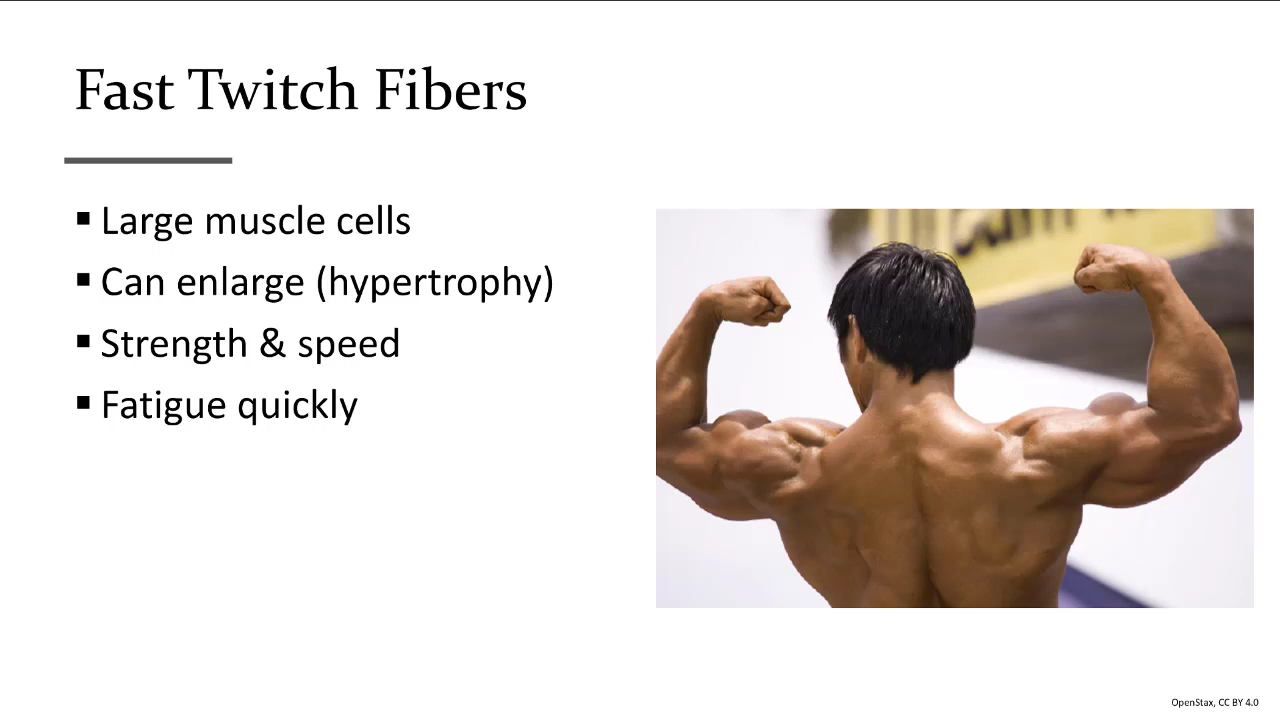 Fast Twitch Fibers
▪ Large muscle cells
▪ Can enlarge (hypertrophy)
▪ Strength & speed
▪ Fatigue quickly
OpenStax, CC BY 4.0